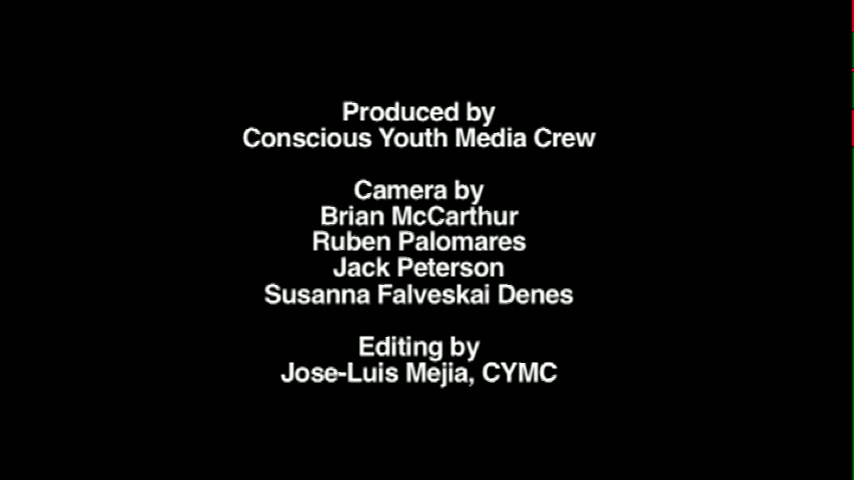 Produced by
Conscious Youth Media Crew
Camera by
Brian McCarthur
Ruben Palomares
Jack Peterson
Susanna Falveskai Denes
Editing by
Jose-Luis Mejia, CYMC